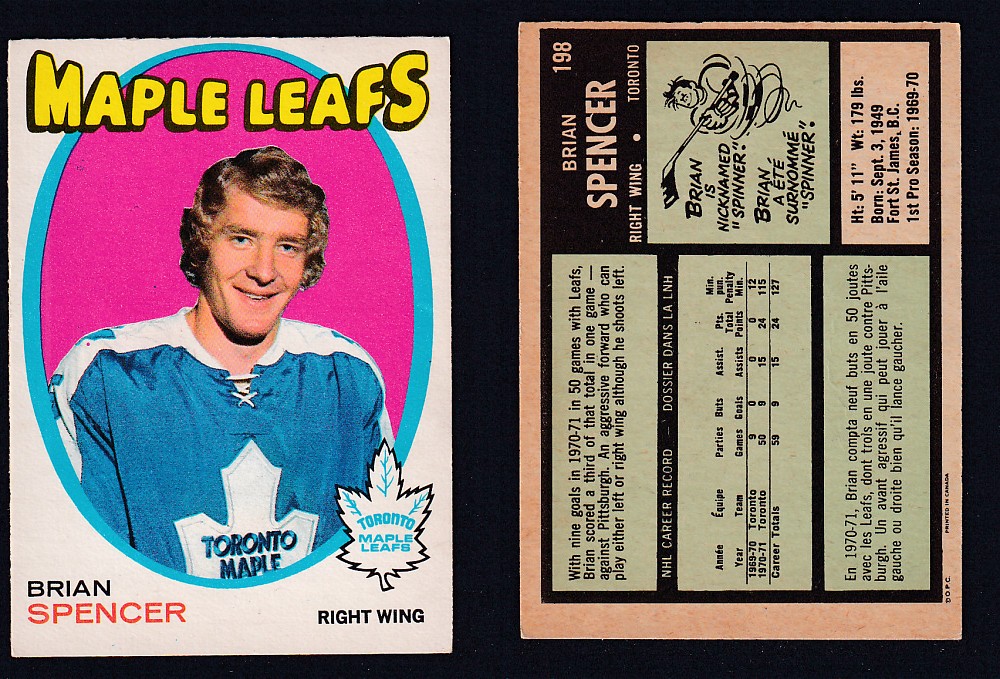 MAPLE LEAFS
TORONTO
MAPLE
TORONTO
MAPLE
LEAFS
BRIAN
SPENCER
RIGHT WING
198
BRIAN
SPENCER
RIGHT WING • TORONTO
BRIAN
IS
NICKNAMED
"SPINNER".
BRIAN
A ÉTÉ
SURNOMMÉ
"SPINNER".
Ht: 5' 11" Wt: 179 lbs.
Born: Sept. 3, 1949
Fort St. James, B.C.
1st Pro Season: 1969-70
With nine goals in 1970-71 in 50 games with Leafs,
Brian scored a third of that total in one game —
against Pittsburgh. An aggressive forward who can
play either left or right wing although he shoots left.
NHL CAREER RECORD — DOSSIER DANS LA LNH
Année Équipe Parties Buts Assist. Pts. Total Min. pun.
Year Team Games Goals Assists Points Penalty Min.
1969-70 Toronto 9 0 0 0 12
1970-71 Toronto 50 9 15 24 115
Career Totals 59 9 15 24 127
En 1970-71, Brian compta neuf buts en 50 joutes
avec les Leafs, dont trois en une joute contre Pitts-
burgh. Un avant agressif qui peut jouer à l'aile
gauche ou droite bien qu'il lance gaucher.
O.P.C. PRINTED IN CANADA